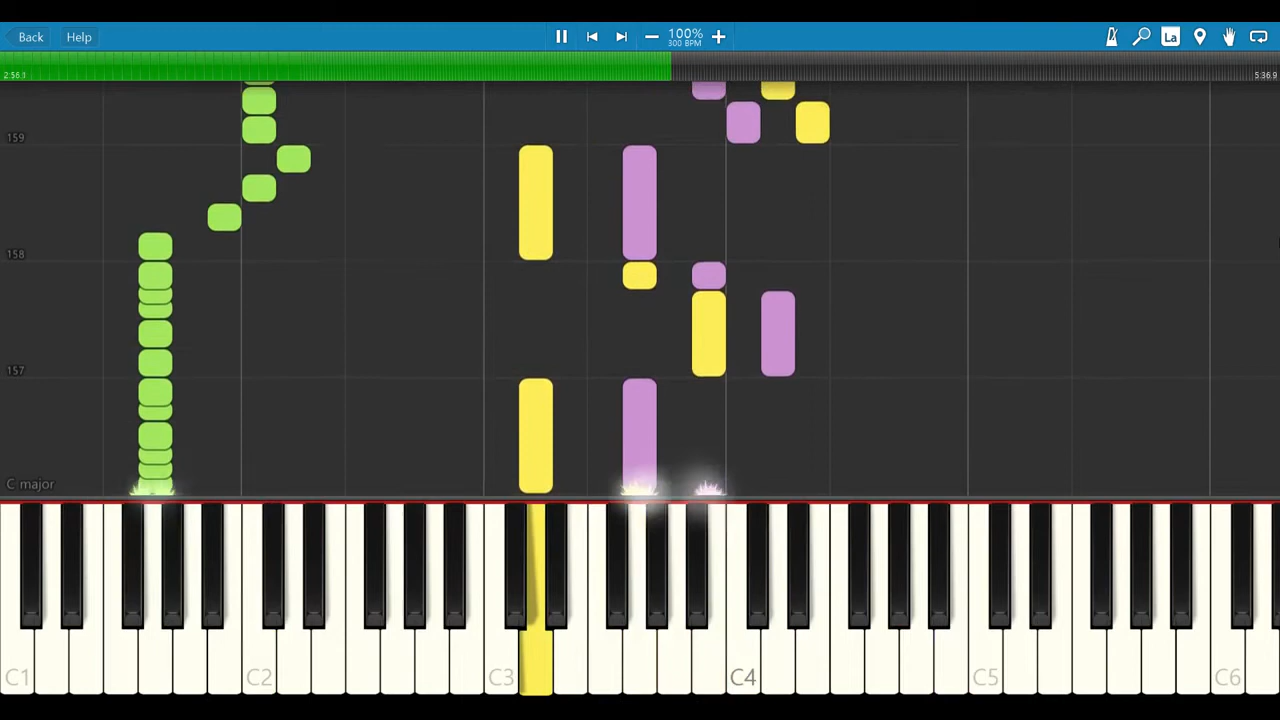 Back Help 100% La
300 BPM
2:56.1 5:36.9
159
158
157
C major
C1 C2 C3 C4 C5 C6